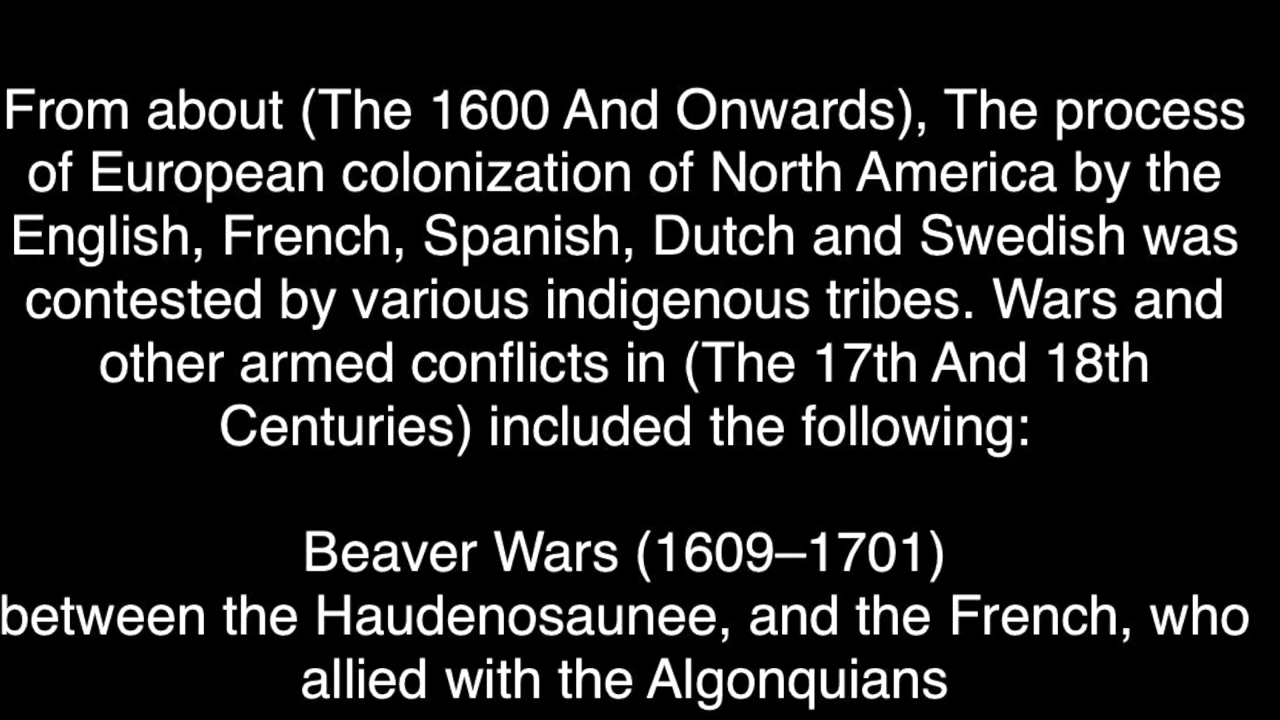 From about (The 1600 And Onwards), The process
of European colonization of North America by the
English, French, Spanish, Dutch and Swedish was
contested by various indigenous tribes. Wars and
other armed conflicts in (The 17th And 18th
Centuries) included the following:
Beaver Wars (1609–1701)
between the Haudenosaunee, and the French, who
allied with the Algonquians